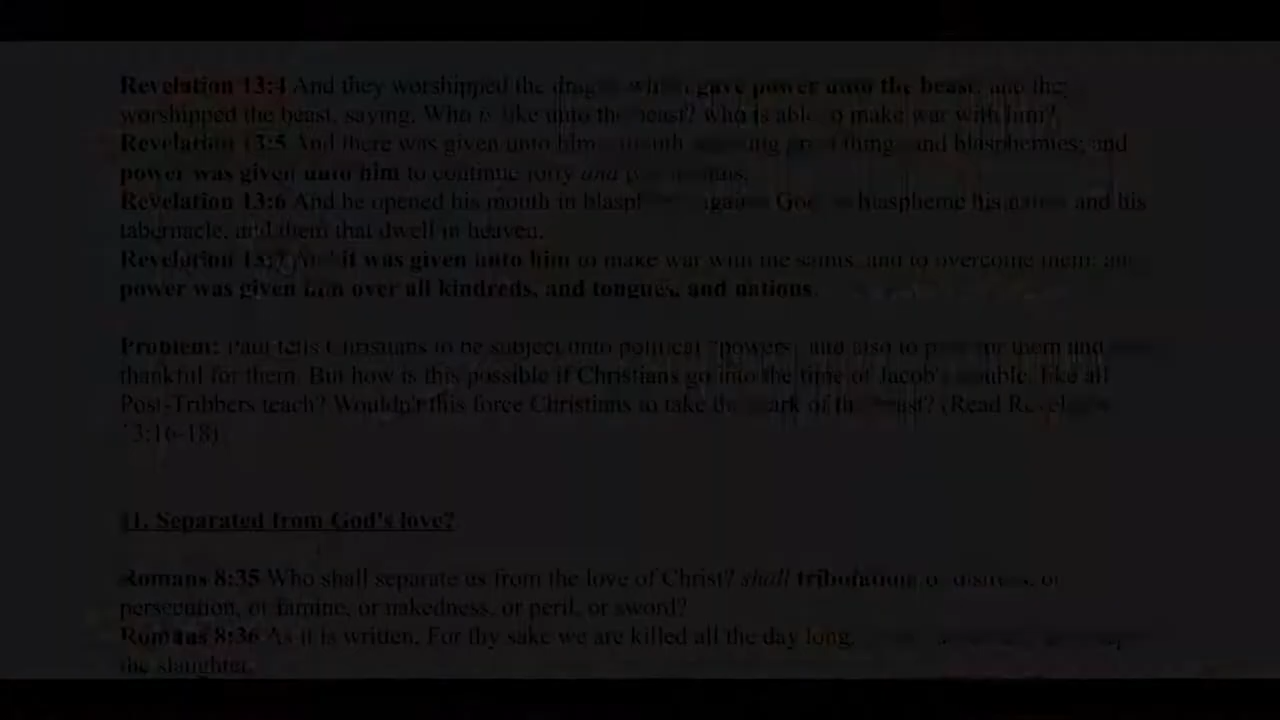 Revelation 13:4 And they worshipped the dragon which gave power unto the beast, and they
worshipped the beast, saying, Who is like unto the beast? who is able to make war with him?
Revelation 13:5 And there was given unto him a mouth speaking great things and blasphemies; and
power was given unto him to continue forty and two months.
Revelation 13:6 And he opened his mouth in blasphemy against God, to blaspheme his name, and his
tabernacle, and them that dwell in heaven.
Revelation 13:7 And it was given unto him to make war with the saints, and to overcome them: and
power was given him over all kindreds, and tongues, and nations.
Problem: Paul tells Christians to be subject unto political "powers" and also to pray for them and
thankful for them. But how is this possible if Christians go into the time of Jacob's trouble, like all
Post-Tribbers teach? Wouldn't this force Christians to take the mark of the beast? (Read Revelation
13:16-18)
11. Separated from God's love?
Romans 8:35 Who shall separate us from the love of Christ? shall tribulation, or distress, or
persecution, or famine, or nakedness, or peril, or sword?
Romans 8:36 As it is written, For thy sake we are killed all the day long;
the slaughter.